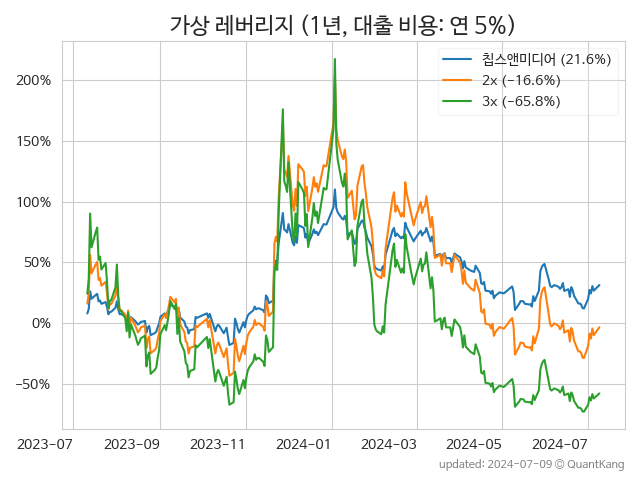 가상 레버리지 (1년, 대출 비용: 연 5%)
칩스앤미디어 (21.6%)
2x (−16.6%)
3x (−65.8%)
200%
150%
100%
50%
0%
−50%
2023-07 2023-09 2023-11 2024-01 2024-03 2024-05 2024-07
updated: 2024-07-09 © QuantKang